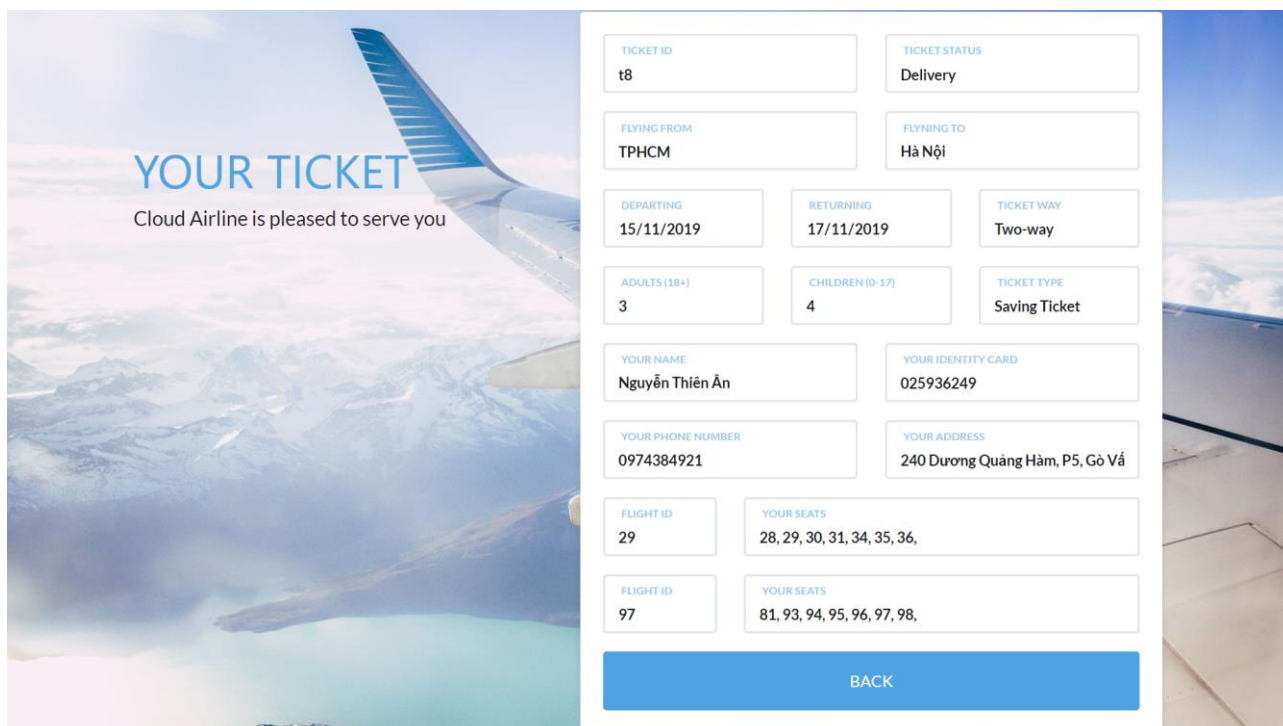 YOUR TICKET
Cloud Airline is pleased to serve you
TICKET ID
t8
TICKET STATUS
Delivery
FLYING FROM
TPHCM
FLYNING TO
Hà Nội
DEPARTING
15/11/2019
RETURNING
17/11/2019
TICKET WAY
Two-way
ADULTS (18+)
3
CHILDREN (0-17)
4
TICKET TYPE
Saving Ticket
YOUR NAME
Nguyễn Thiên Ân
YOUR IDENTITY CARD
025936249
YOUR PHONE NUMBER
0974384921
YOUR ADDRESS
240 Dương Quảng Hàm, P5, Gò Vấ
FLIGHT ID
29
YOUR SEATS
28, 29, 30, 31, 34, 35, 36,
FLIGHT ID
97
YOUR SEATS
81, 93, 94, 95, 96, 97, 98,
BACK